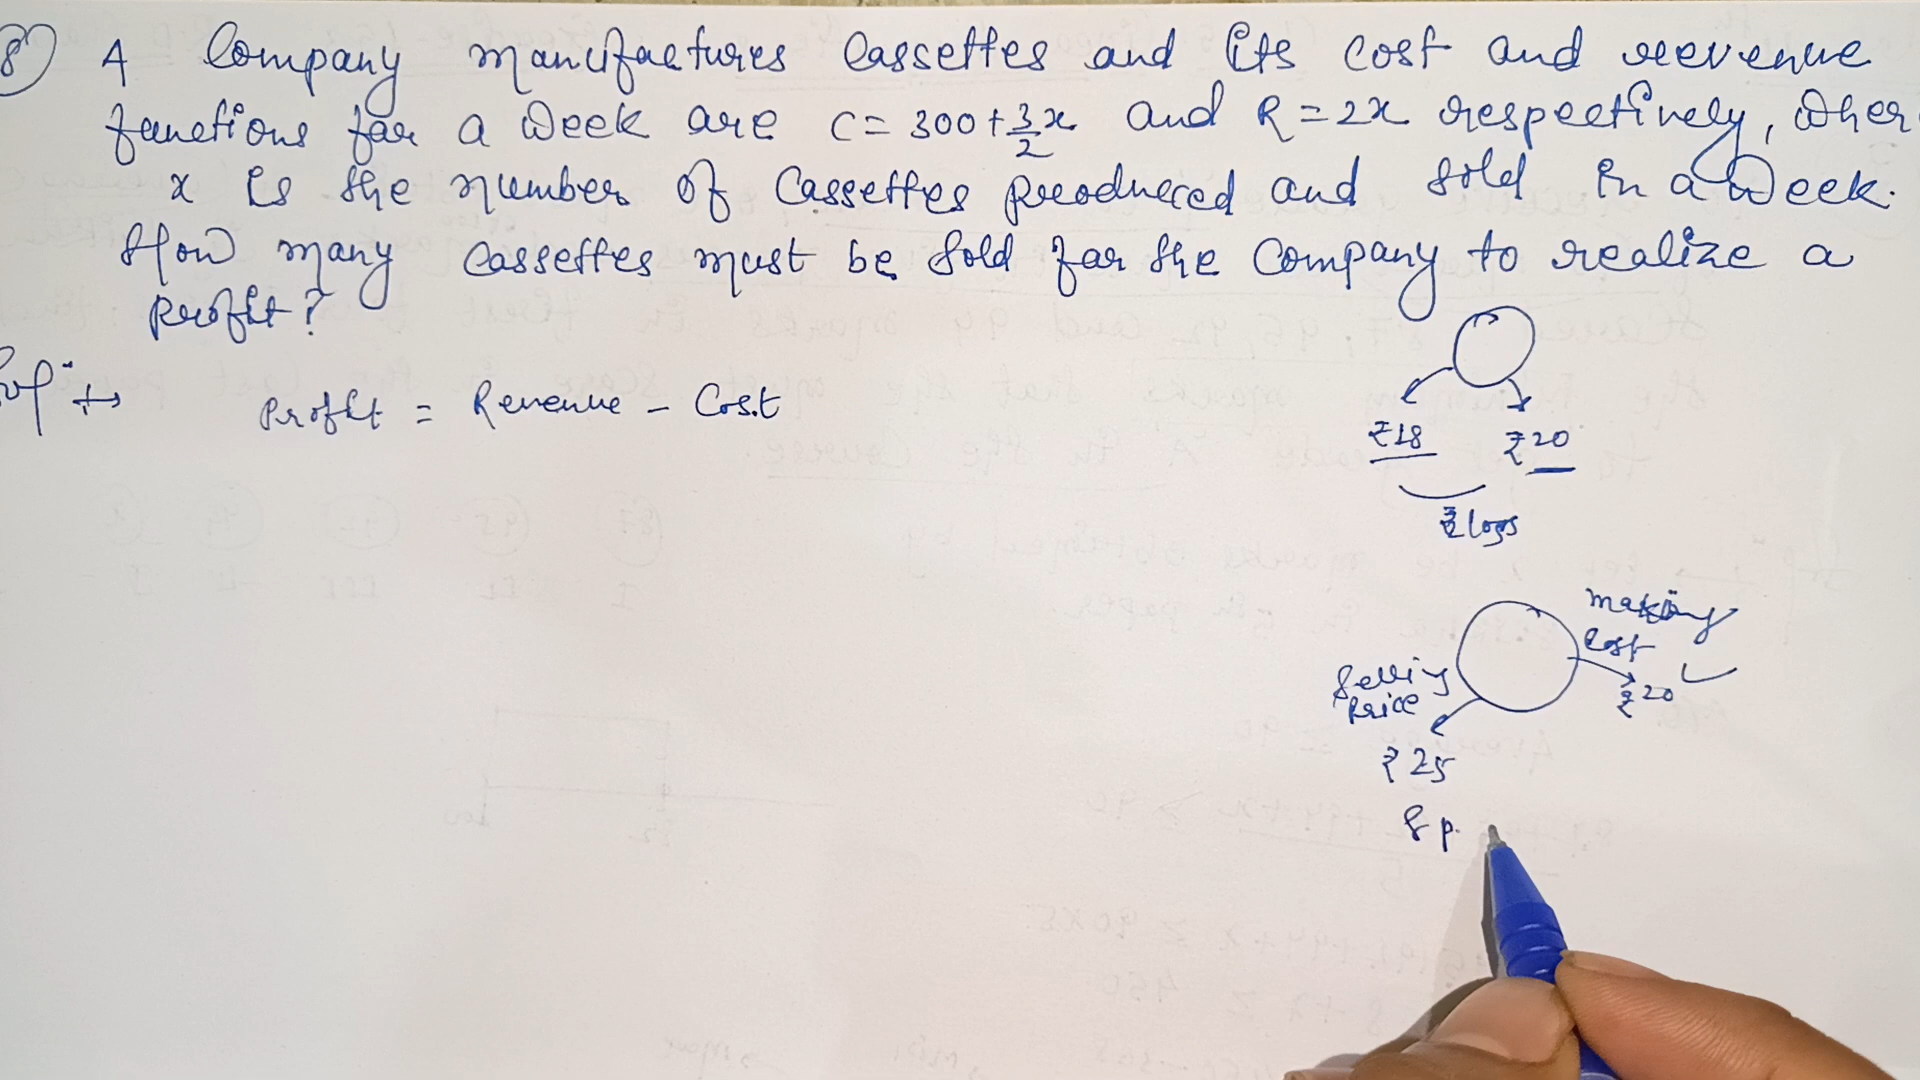 8) A Company manufactures Cassettes and its cost and revenue
functions for a week are C = 300 + 3/2 x and R = 2x respectively, wher
x is the number of Cassettes produced and sold in a week.
How many cassettes must be sold for the Company to realize a
profit?
Profit = Revenue - Cost
₹18 ₹20
₹2 loss
making
cost
₹20
Selling
Price
₹25
S p.